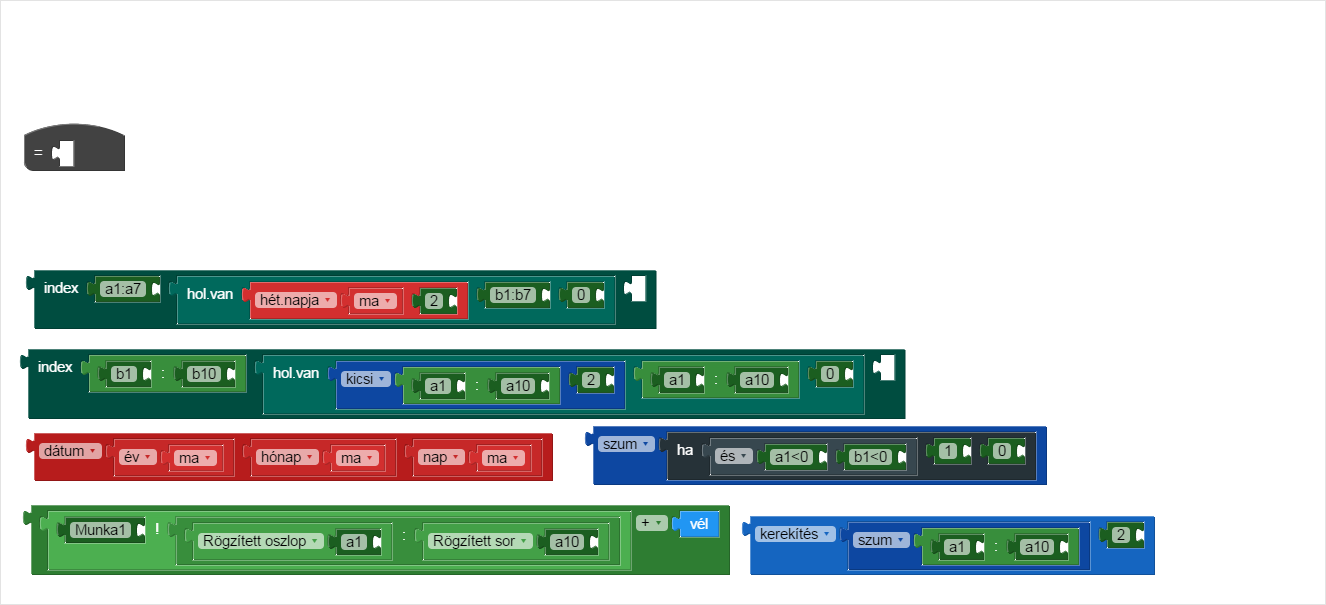 =
index a1:a7 hol.van hét.napja ma 2 b1:b7 0
index b1 : b10 hol.van kicsi a1 : a10 2 a1 : a10 0
dátum év ma hónap ma nap ma
szum ha és a1<0 b1<0 1 0
Munka1 ! Rögzített oszlop a1 : Rögzített sor a10 + vél
kerekítés szum a1 : a10 2